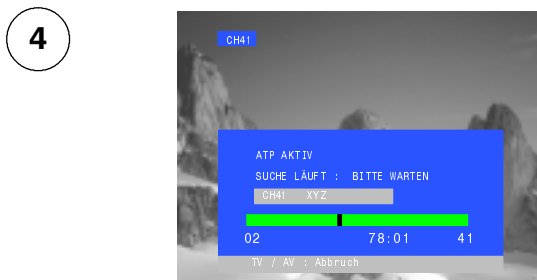 4
CH41
ATP AKTIV
SUCHE LÄUFT : BITTE WARTEN
CH41 XYZ
02 78:01 41
TV / AV : Abbruch